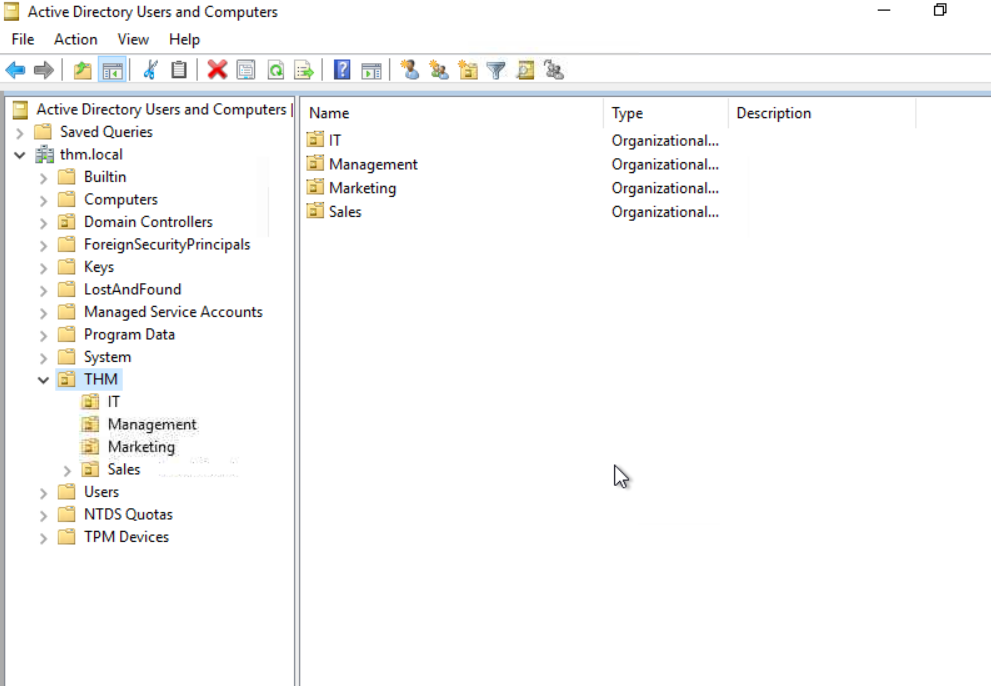 Active Directory Users and Computers
File Action View Help
Active Directory Users and Computers
Saved Queries
thm.local
Builtin
Computers
Domain Controllers
ForeignSecurityPrincipals
Keys
LostAndFound
Managed Service Accounts
Program Data
System
THM
IT
Management
Marketing
Sales
Users
NTDS Quotas
TPM Devices
Name Type Description
IT Organizational...
Management Organizational...
Marketing Organizational...
Sales Organizational...